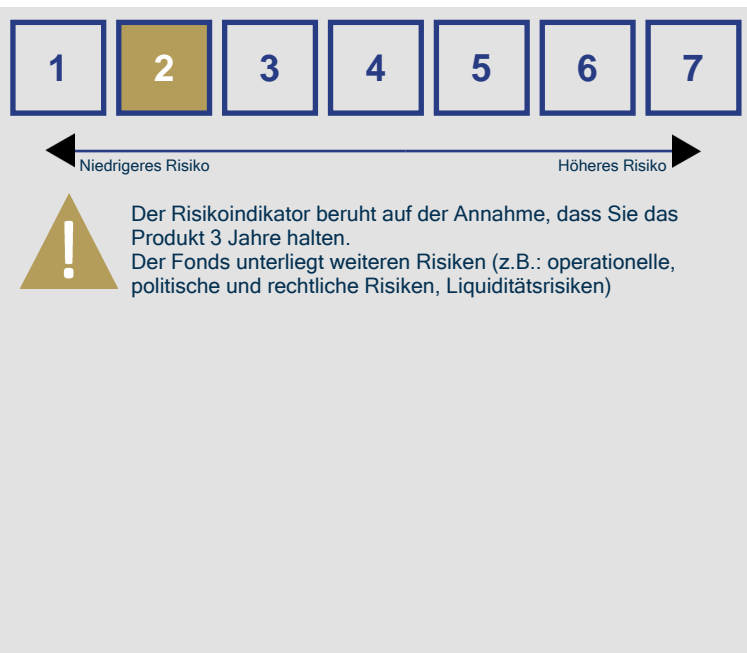 1 2 3 4 5 6 7
Niedrigeres Risiko Höheres Risiko
!
Der Risikoindikator beruht auf der Annahme, dass Sie das
Produkt 3 Jahre halten.
Der Fonds unterliegt weiteren Risiken (z.B.: operationelle,
politische und rechtliche Risiken, Liquiditätsrisiken)